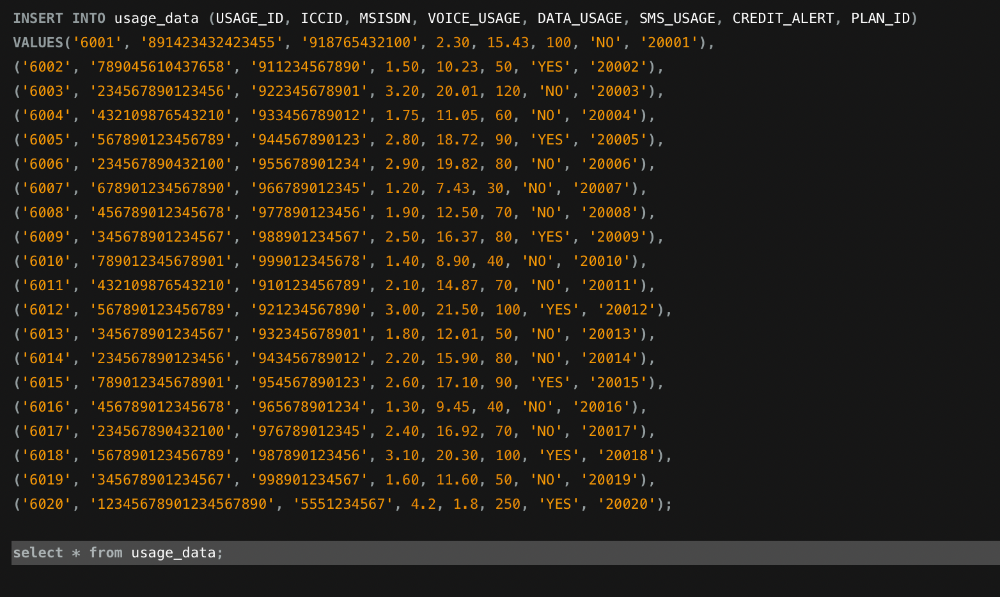 INSERT INTO usage_data (USAGE_ID, ICCID, MSISDN, VOICE_USAGE, DATA_USAGE, SMS_USAGE, CREDIT_ALERT, PLAN_ID)
VALUES('6001', '891423432423455', '918765432100', 2.30, 15.43, 100, 'NO', '20001'),
('6002', '789045610437658', '911234567890', 1.50, 10.23, 50, 'YES', '20002'),
('6003', '234567890123456', '922345678901', 3.20, 20.01, 120, 'NO', '20003'),
('6004', '432109876543210', '933456789012', 1.75, 11.05, 60, 'NO', '20004'),
('6005', '567890123456789', '944567890123', 2.80, 18.72, 90, 'YES', '20005'),
('6006', '234567890432100', '955678901234', 2.90, 19.82, 80, 'NO', '20006'),
('6007', '678901234567890', '966789012345', 1.20, 7.43, 30, 'NO', '20007'),
('6008', '456789012345678', '977890123456', 1.90, 12.50, 70, 'NO', '20008'),
('6009', '345678901234567', '988901234567', 2.50, 16.37, 80, 'YES', '20009'),
('6010', '789012345678901', '999012345678', 1.40, 8.90, 40, 'NO', '20010'),
('6011', '432109876543210', '910123456789', 2.10, 14.87, 70, 'NO', '20011'),
('6012', '567890123456789', '921234567890', 3.00, 21.50, 100, 'YES', '20012'),
('6013', '345678901234567', '932345678901', 1.80, 12.01, 50, 'NO', '20013'),
('6014', '234567890123456', '943456789012', 2.20, 15.90, 80, 'NO', '20014'),
('6015', '789012345678901', '954567890123', 2.60, 17.10, 90, 'YES', '20015'),
('6016', '456789012345678', '965678901234', 1.30, 9.45, 40, 'NO', '20016'),
('6017', '234567890432100', '976789012345', 2.40, 16.92, 70, 'NO', '20017'),
('6018', '567890123456789', '987890123456', 3.10, 20.30, 100, 'YES', '20018'),
('6019', '345678901234567', '998901234567', 1.60, 11.60, 50, 'NO', '20019'),
('6020', '12345678901234567890', '5551234567', 4.2, 1.8, 250, 'YES', '20020');
select * from usage_data;